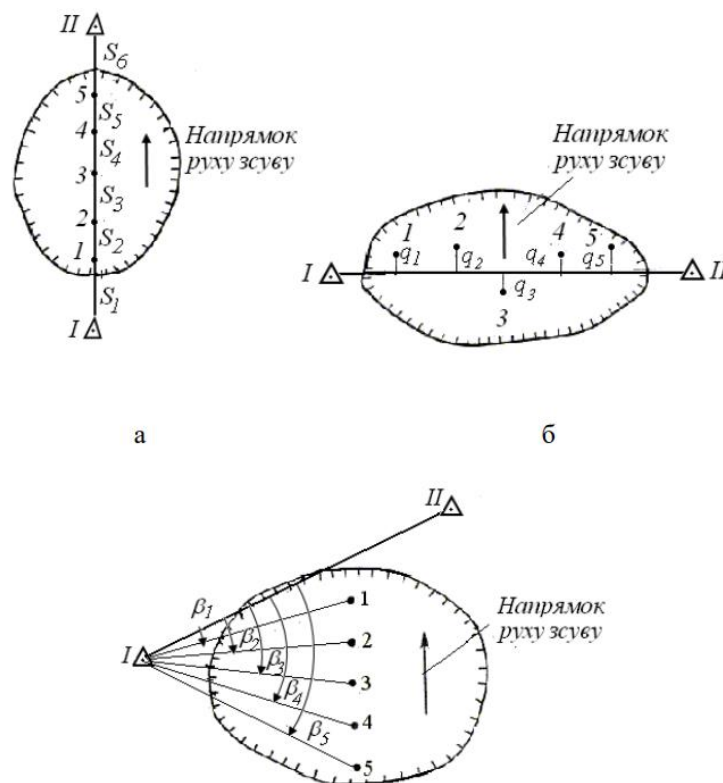 II
S6
5
S5
4
S4
3
S3
2
S2
1
S1
I
Напрямок
руху зсуву
Напрямок
руху зсуву
1
2
4
5
q1
q2
q4
q5
I
II
q3
3
а
б
II
β1
β2
β3
β4
β5
I
1
2
3
4
5
Напрямок
руху зсуву